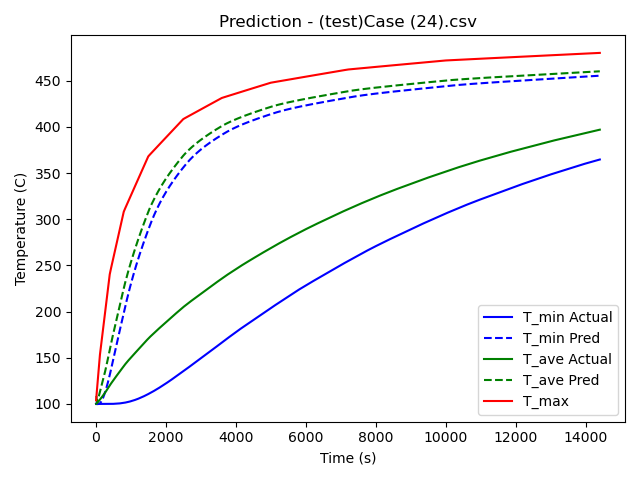 Prediction - (test)Case (24).csv
Temperature (C)
450
400
350
300
250
200
150
100
T_min Actual
T_min Pred
T_ave Actual
T_ave Pred
T_max
0 2000 4000 6000 8000 10000 12000 14000
Time (s)